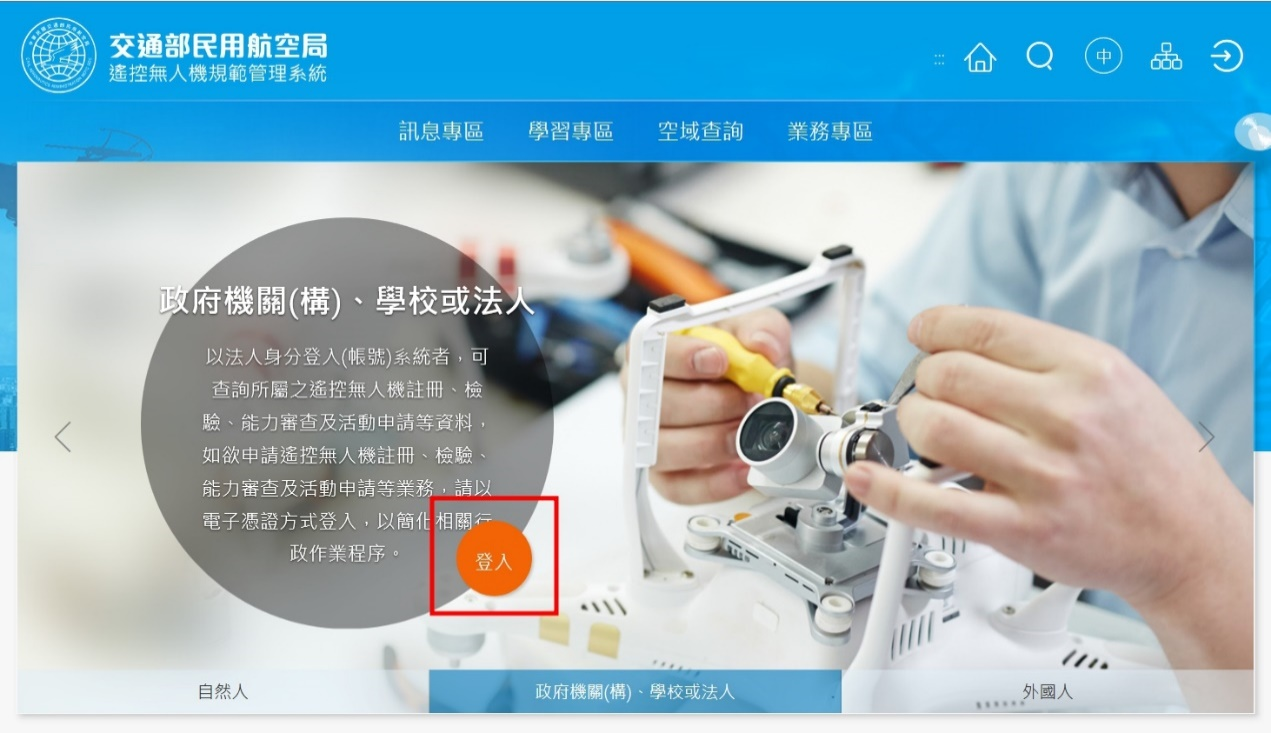 交通部民用航空局
遙控無人機規範管理系統
中
訊息專區 學習專區 空域查詢 業務專區
政府機關(構)、學校或法人
以法人身分登入(帳號)系統者，可
查詢所屬之遙控無人機註冊、檢
驗、能力審查及活動申請等資料，
如欲申請遙控無人機註冊、檢驗、
能力審查及活動申請等業務，請以
電子憑證方式登入，以簡化相關行
政作業程序。
登入
自然人 政府機關(構)、學校或法人 外國人